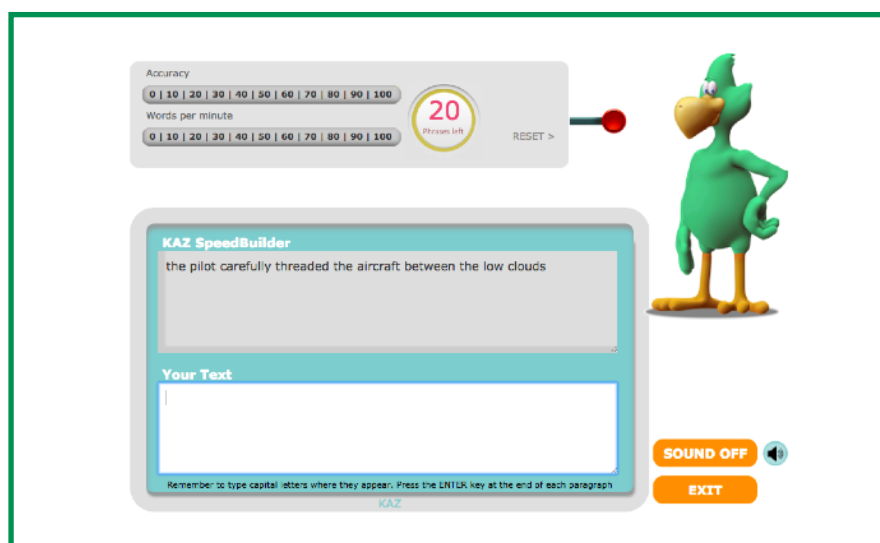 Accuracy
0 | 10 | 20 | 30 | 40 | 50 | 60 | 70 | 80 | 90 | 100
Words per minute
0 | 10 | 20 | 30 | 40 | 50 | 60 | 70 | 80 | 90 | 100
20
Phrases left
RESET >
KAZ SpeedBuilder
the pilot carefully threaded the aircraft between the low clouds
Your Text
Remember to type capital letters where they appear. Press the ENTER key at the end of each paragraph
KAZ
SOUND OFF
EXIT